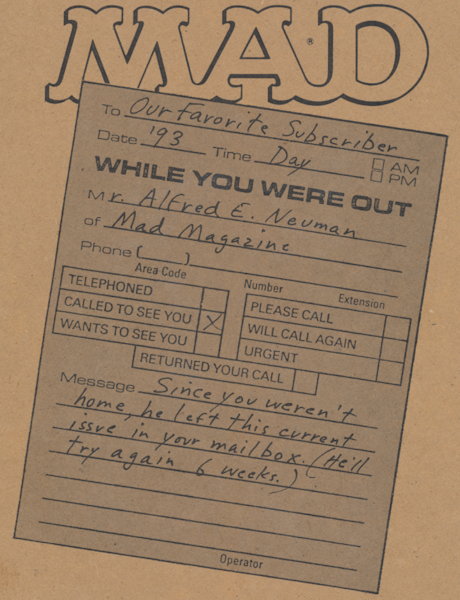 MAD®
To Our Favorite Subscriber
Date '93 Time Day AM
PM
WHILE YOU WERE OUT
Mr. Alfred E. Neuman
of Mad Magazine
Phone ( )
Area Code Number Extension
TELEPHONED PLEASE CALL
CALLED TO SEE YOU X WILL CALL AGAIN
WANTS TO SEE YOU URGENT
RETURNED YOUR CALL
Message Since you weren't
home, he left this current
issue in your mailbox. (He'll
try again 6 weeks.)
Operator